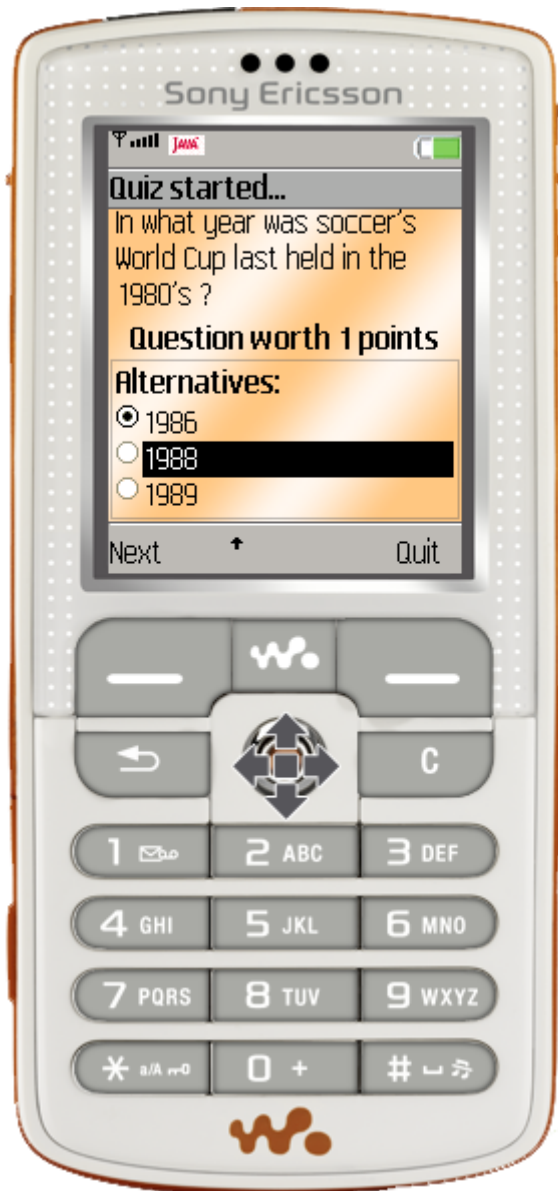 Sony Ericsson
JAVA
Quiz started...
In what year was soccer's
World Cup last held in the
1980's ?
Question worth 1 points
Alternatives:
1986
1988
1989
Next Quit
C
1 2 ABC 3 DEF
4 GHI 5 JKL 6 MNO
7 PQRS 8 TUV 9 WXYZ
* a/A 0 + #